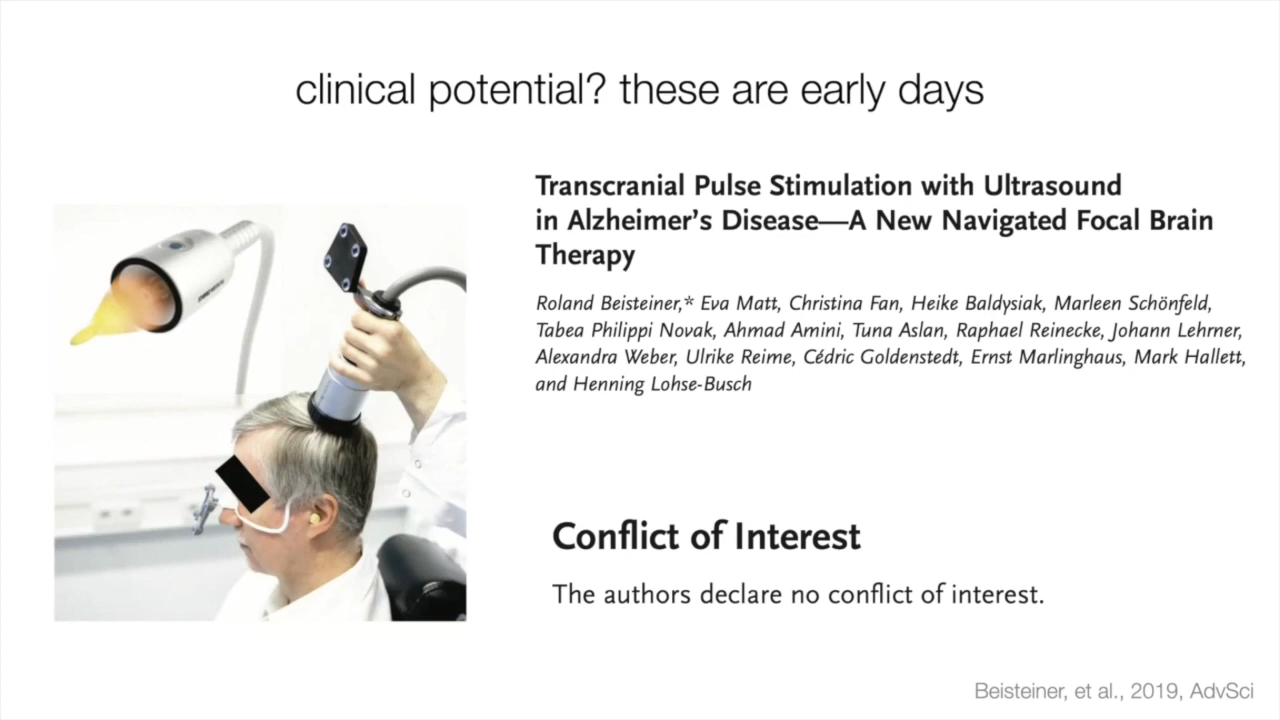 clinical potential? these are early days
Transcranial Pulse Stimulation with Ultrasound
in Alzheimer's Disease—A New Navigated Focal Brain
Therapy
Roland Beisteiner,* Eva Matt, Christina Fan, Heike Baldysiak, Marleen Schönfeld,
Tabea Philippi Novak, Ahmad Amini, Tuna Aslan, Raphael Reinecke, Johann Lehrner,
Alexandra Weber, Ulrike Reime, Cédric Goldenstedt, Ernst Marlinghaus, Mark Hallett,
and Henning Lohse-Busch
Conflict of Interest
The authors declare no conflict of interest.
Beisteiner, et al., 2019, AdvSci